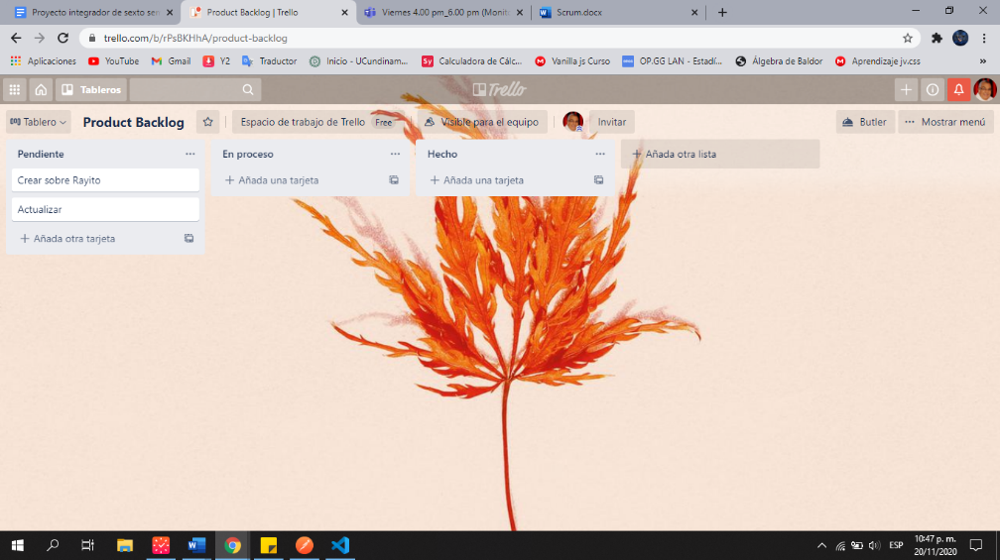 Proyecto integrador de sexto sem
Product Backlog | Trello
Viernes 4.00 pm_6.00 pm (Monito
Scrum.docx
trello.com/b/rPsBKHhA/product-backlog
Aplicaciones
YouTube
Gmail
Y2
Traductor
Inicio - UCundinam...
Calculadora de Cálc...
Vanilla js Curso
OP.GG LAN - Estadí...
Álgebra de Baldor
Aprendizaje jv.css
Tableros
Trello
Tablero
Product Backlog
Espacio de trabajo de Trello
Free
Visible para el equipo
Invitar
Butler
Mostrar menú
Pendiente
Crear sobre Rayito
Actualizar
Añada otra tarjeta
En proceso
Añada una tarjeta
Hecho
Añada una tarjeta
Añada otra lista
ESP
10:47 p. m.
20/11/2020